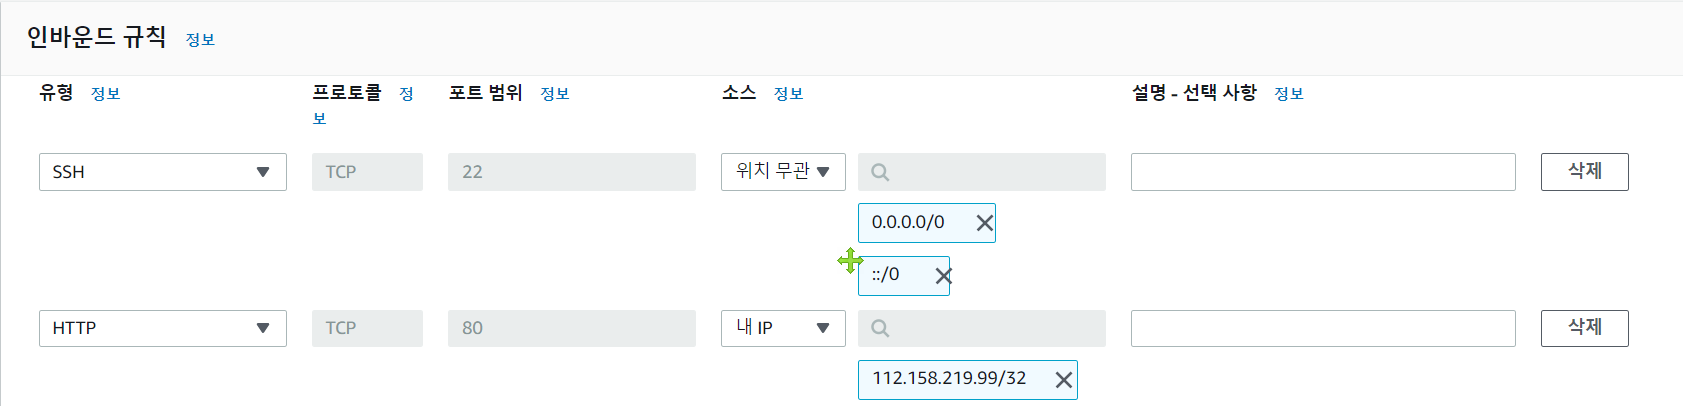 인바운드 규칙 정보
유형 정보 프로토콜 정보 포트 범위 정보 소스 정보 설명 - 선택 사항 정보
SSH TCP 22 위치 무관 삭제
0.0.0.0/0
::/0
HTTP TCP 80 내 IP 삭제
112.158.219.99/32